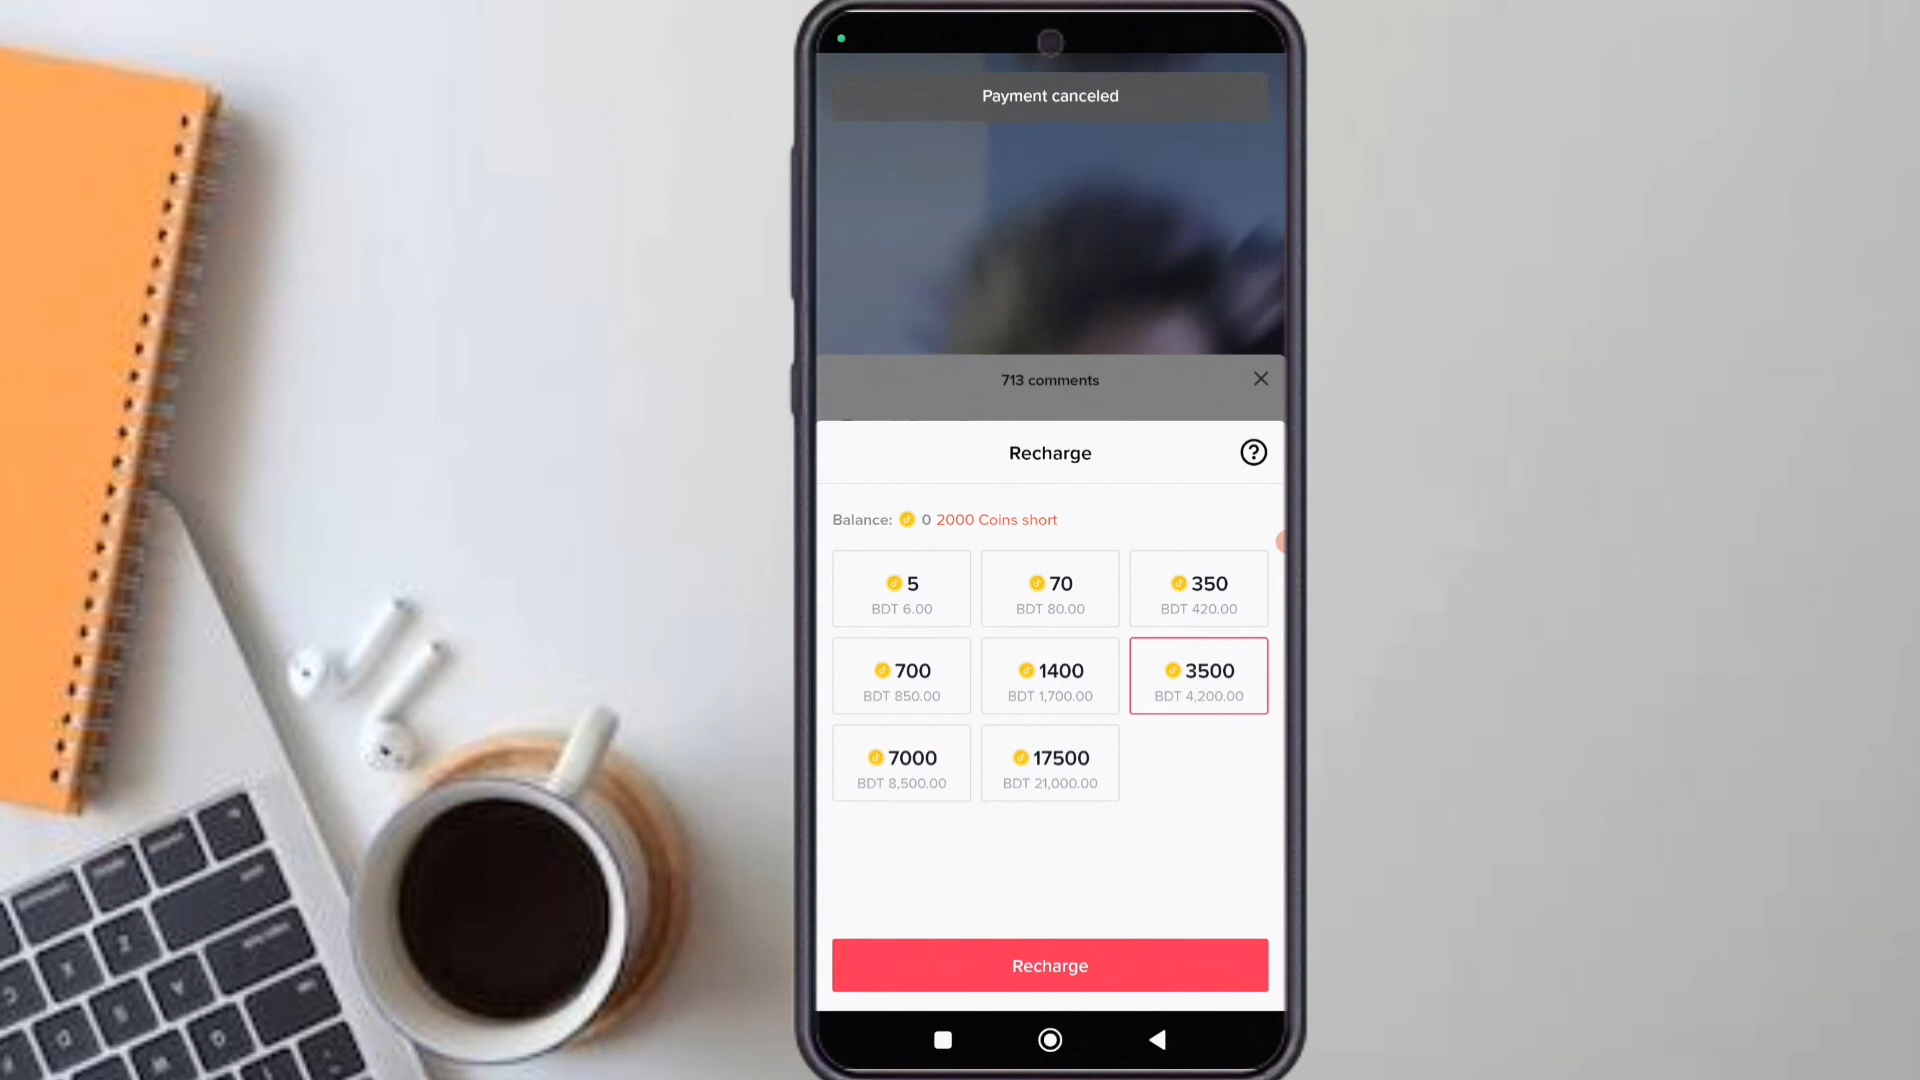 Payment canceled
713 comments
Recharge
Balance: 0 2000 Coins short
5
BDT 6.00
70
BDT 80.00
350
BDT 420.00
700
BDT 850.00
1400
BDT 1,700.00
3500
BDT 4,200.00
7000
BDT 8,500.00
17500
BDT 21,000.00
Recharge